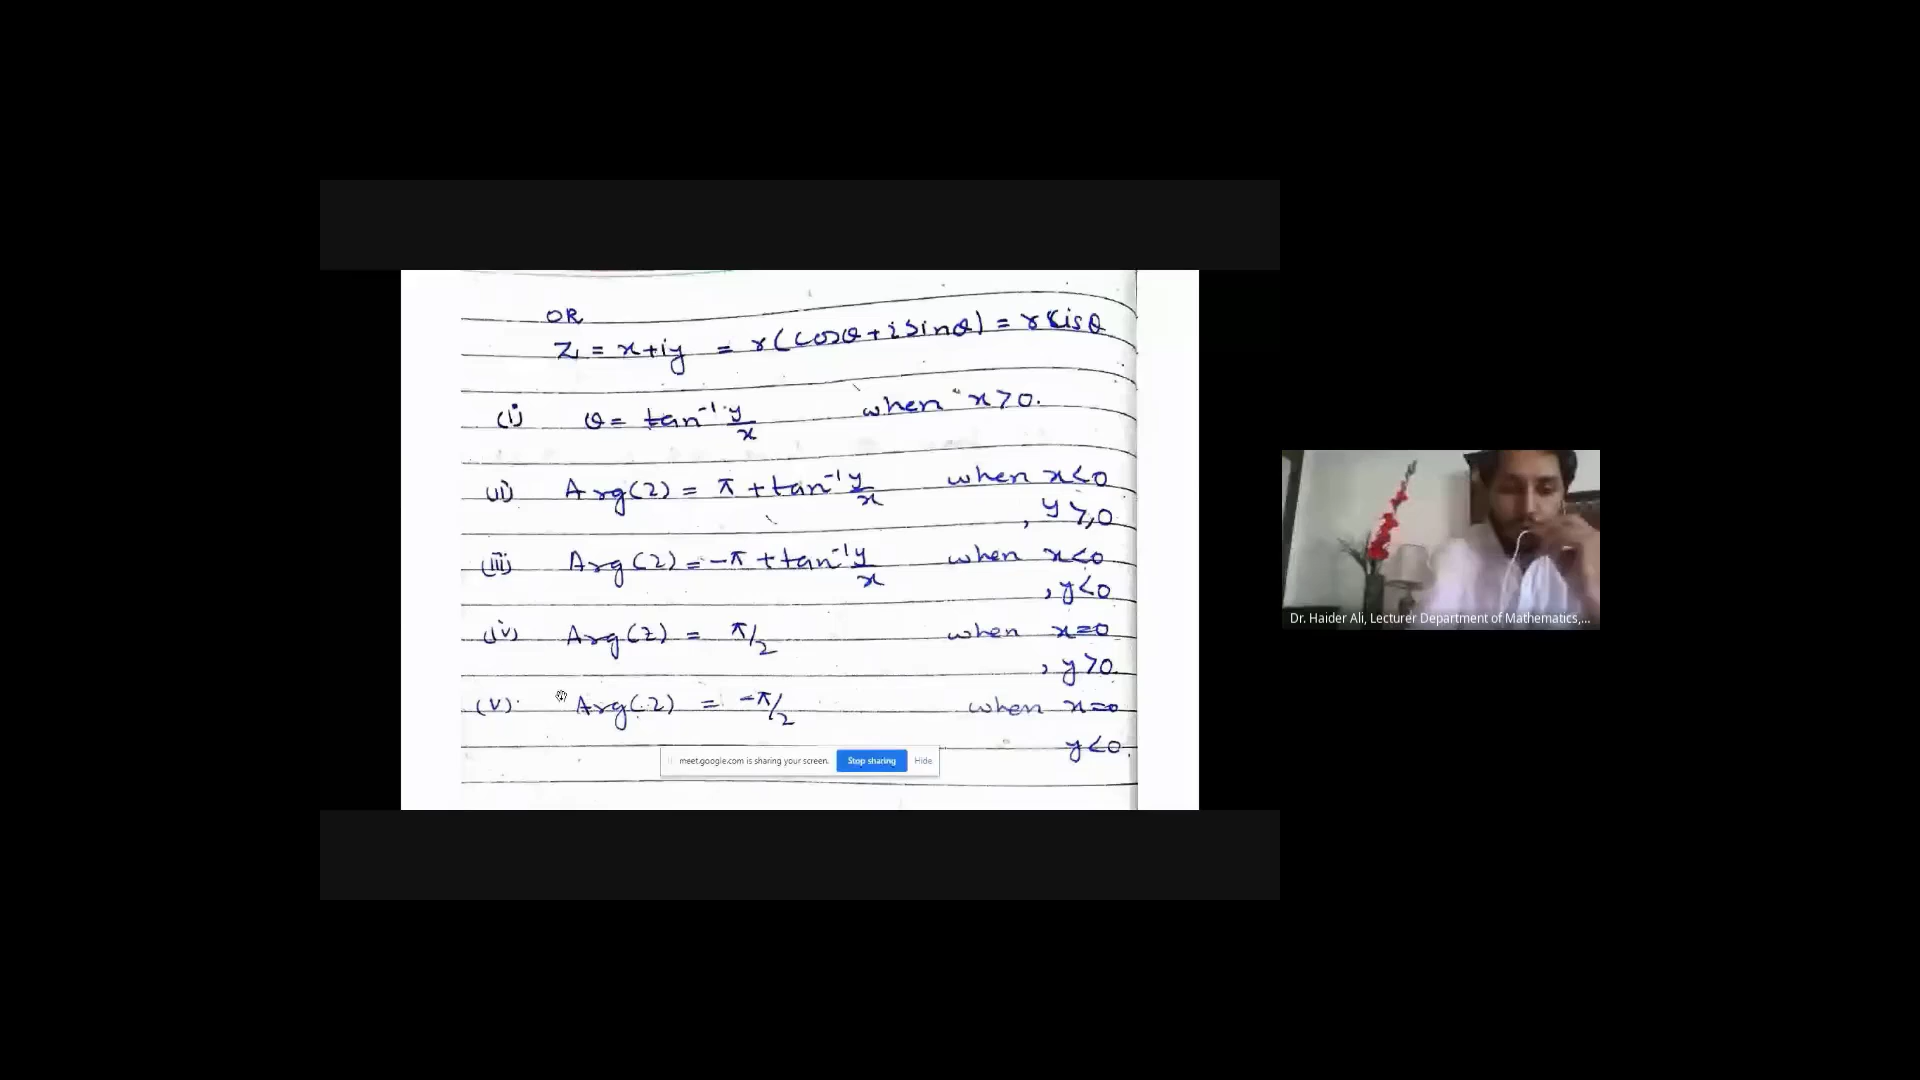 OR
z = x+iy = r(cosθ+i sinθ) = r Cisθ
(i) θ = tan⁻¹ y/x when x>0.
(ii) Arg(z) = π + tan⁻¹ y/x when x<0
, y≥0
(iii) Arg(z) = -π + tan⁻¹ y/x when x<0
, y<0
(iv) Arg(z) = π/2 when x=0
, y>0
(v). Arg(z) = -π/2 when x=0
y<0.
meet.google.com is sharing your screen. Stop sharing Hide
Dr. Haider Ali, Lecturer Department of Mathematics,...